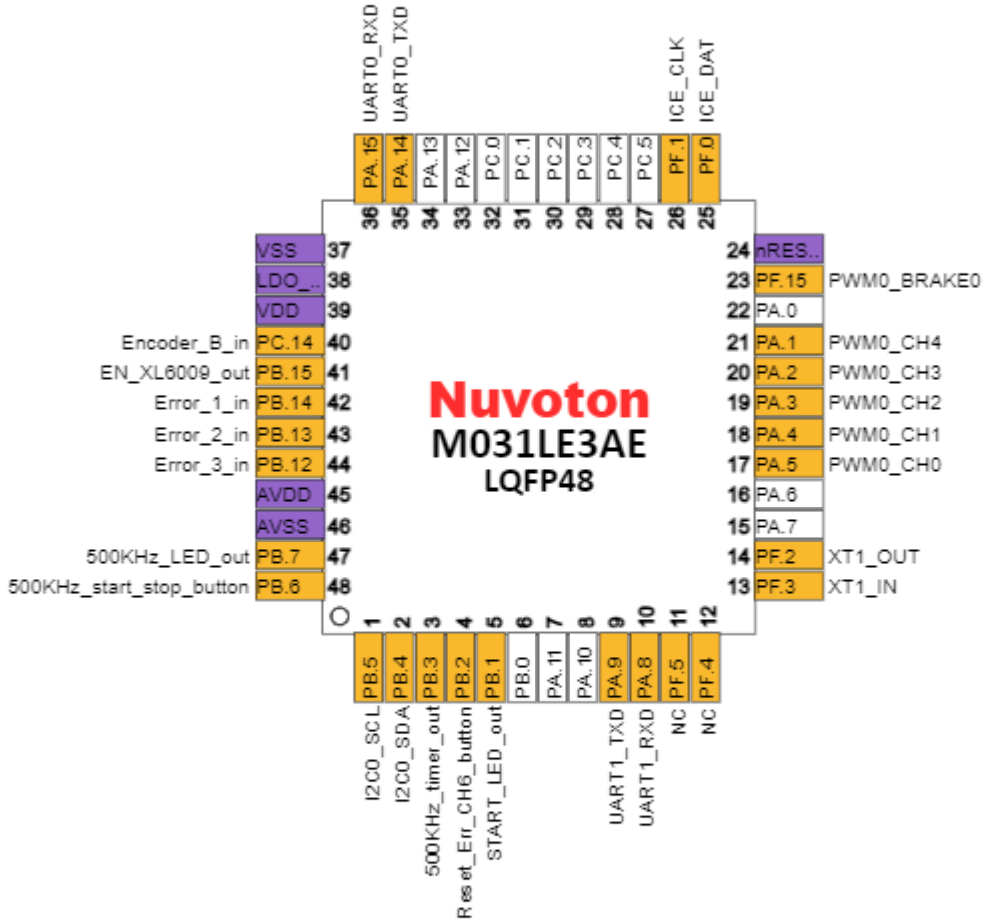 UART0_RXD
UART0_TXD
ICE_CLK
ICE_DAT
PA.15
PA.14
PA.13
PA.12
PC.0
PC.1
PC.2
PC.3
PC.4
PC.5
PF.1
PF.0
36 35 34 33 32 31 30 29 28 27 26 25
VSS 37
LDO_.. 38
VDD 39
Encoder_B_in PC.14 40
EN_XL6009_out PB.15 41
Error_1_in PB.14 42
Error_2_in PB.13 43
Error_3_in PB.12 44
AVDD 45
AVSS 46
500KHz_LED_out PB.7 47
500KHz_start_stop_button PB.6 48
Nuvoton
M031LE3AE
LQFP48
24 nRES..
23 PF.15 PWM0_BRAKE0
22 PA.0
21 PA.1 PWM0_CH4
20 PA.2 PWM0_CH3
19 PA.3 PWM0_CH2
18 PA.4 PWM0_CH1
17 PA.5 PWM0_CH0
16 PA.6
15 PA.7
14 PF.2 XT1_OUT
13 PF.3 XT1_IN
1 2 3 4 5 6 7 8 9 10 11 12
PB.5
PB.4
PB.3
PB.2
PB.1
PB.0
PA.11
PA.10
PA.9
PA.8
PF.5
PF.4
I2C0_SCL
I2C0_SDA
500KHz_timer_out
Reset_Err_CH6_button
START_LED_out
UART1_TXD
UART1_RXD
NC
NC